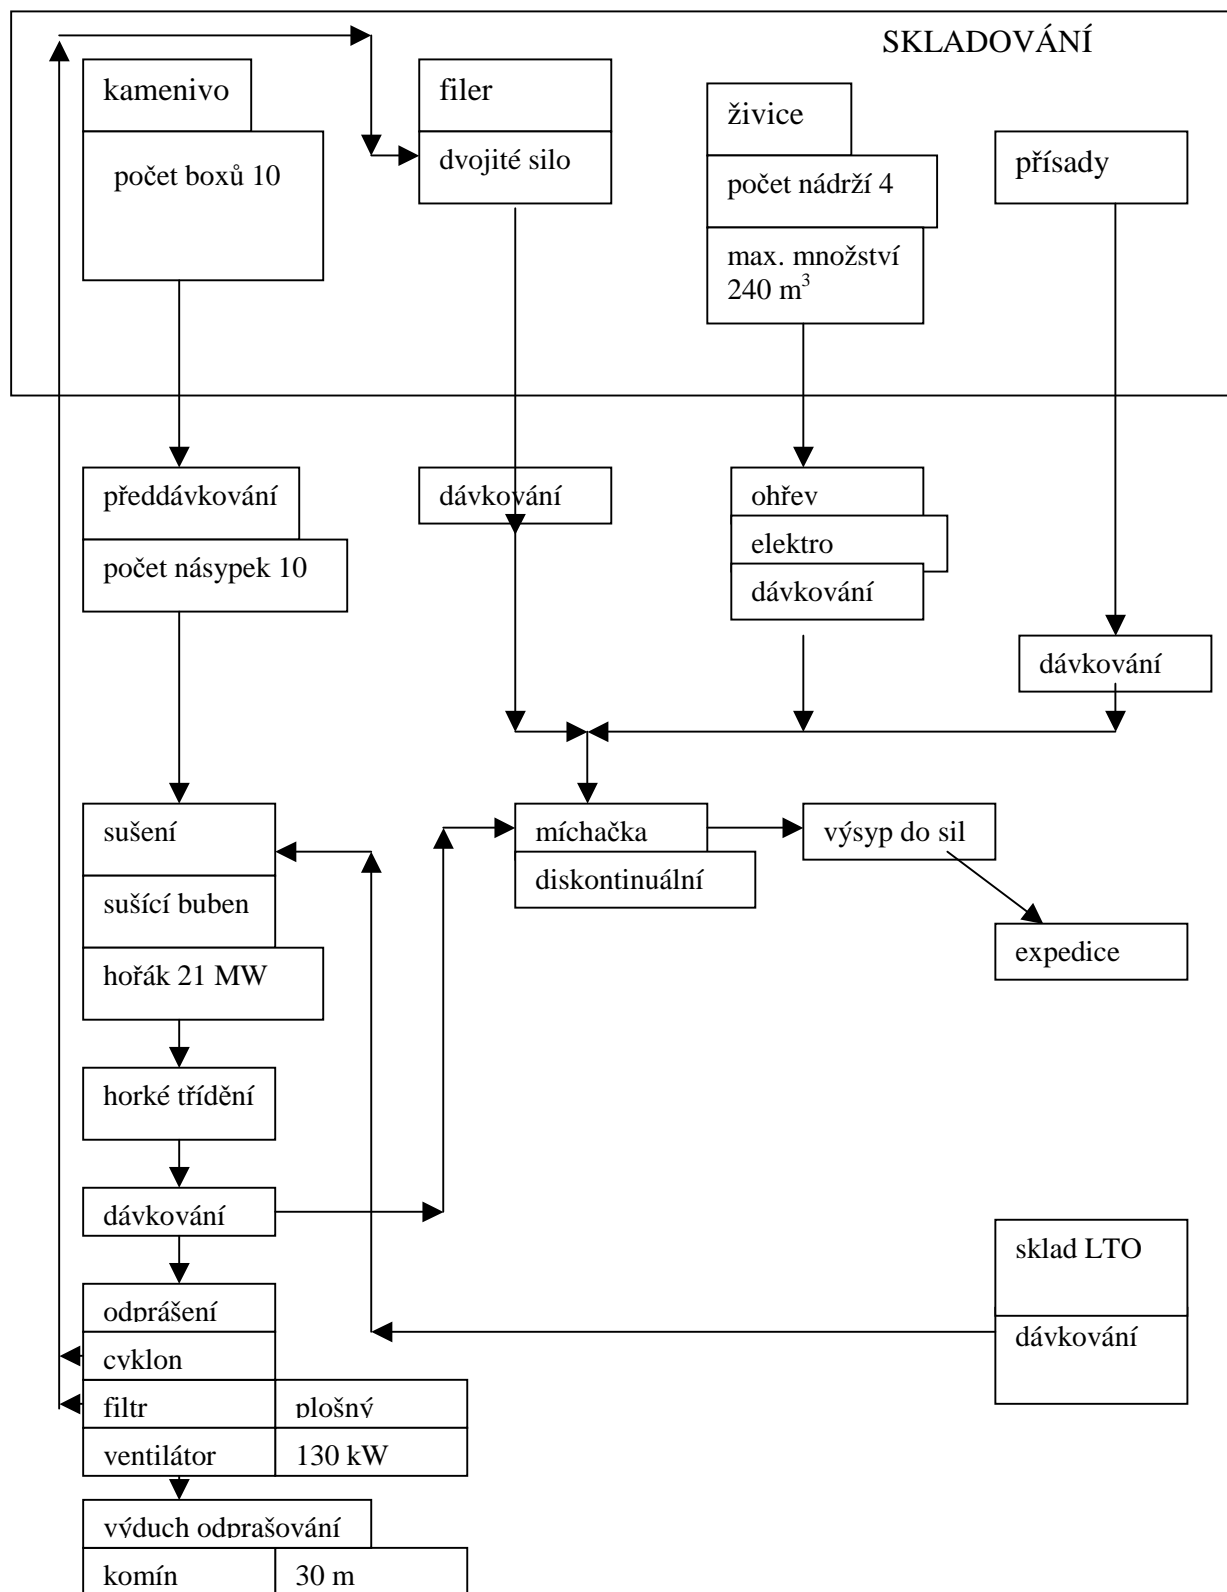 SKLADOVÁNÍ
kamenivo
počet boxů 10
filer
dvojité silo
živice
počet nádrží 4
max. množství
240 m³
přísady
předdávkování
počet násypek 10
dávkování
ohřev
elektro
dávkování
dávkování
sušení
sušící buben
hořák 21 MW
míchačka
diskontinuální
výsyp do sil
expedice
horké třídění
dávkování
sklad LTO
dávkování
odprášení
cyklon
filtr plošný
ventilátor 130 kW
výduch odprašování
komín 30 m